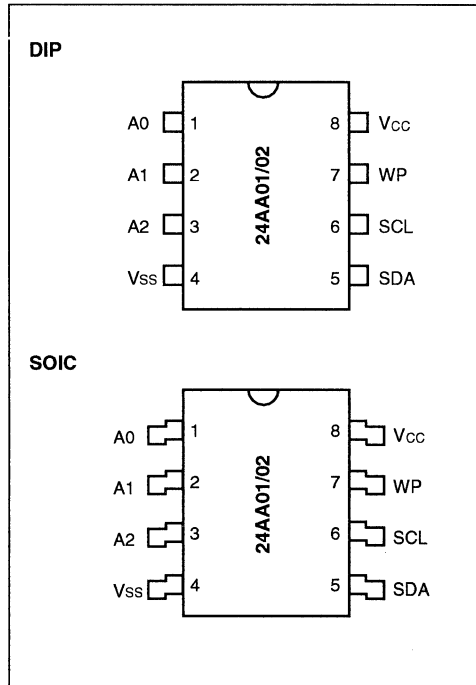 DIP
A0 1 8 VCC
A1 2 7 WP
A2 3 6 SCL
VSS 4 5 SDA
24AA01/02
SOIC
A0 1 8 VCC
A1 2 7 WP
A2 3 6 SCL
VSS 4 5 SDA
24AA01/02